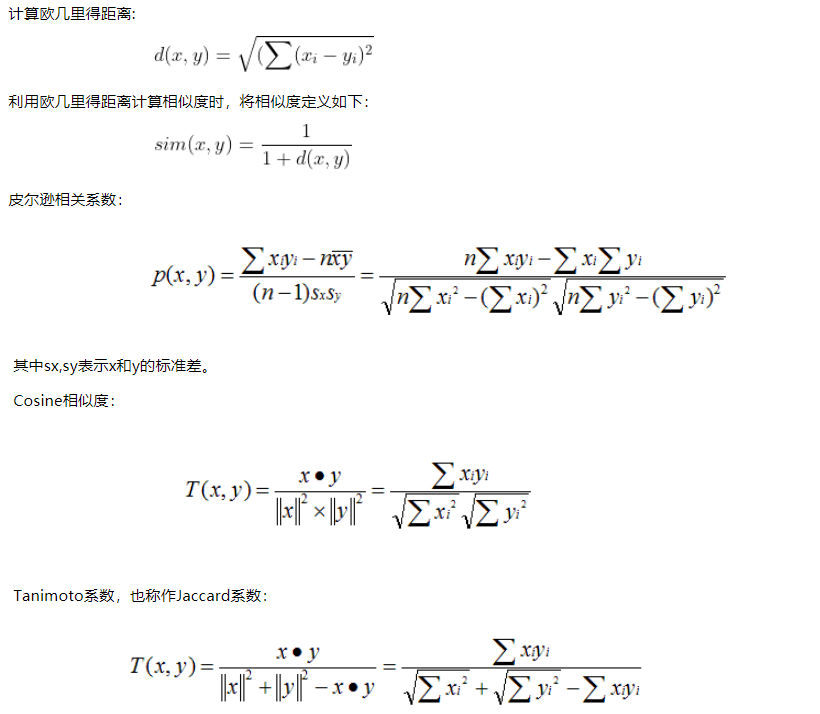 计算欧几里得距离:
d(x, y) = √(∑(xᵢ − yᵢ)²
利用欧几里得距离计算相似度时，将相似度定义如下：
sim(x, y) = 1 / (1 + d(x, y))
皮尔逊相关系数：
p(x, y) = (∑ xᵢyᵢ − n\overline{xy}) / ((n−1)sₓsᵧ) = (n∑ xᵢyᵢ − ∑ xᵢ∑ yᵢ) / (√(n∑ xᵢ² − (∑ xᵢ)²) √(n∑ yᵢ² − (∑ yᵢ)²))
其中sx,sy表示x和y的标准差。
Cosine相似度：
T(x, y) = (x ● y) / (‖x‖² × ‖y‖²) = ∑ xᵢyᵢ / (√(∑ xᵢ²) √(∑ yᵢ²))
Tanimoto系数，也称作Jaccard系数：
T(x, y) = (x ● y) / (‖x‖² + ‖y‖² − x ● y) = ∑ xᵢyᵢ / (√(∑ xᵢ²) + √(∑ yᵢ²) − ∑ xᵢyᵢ)